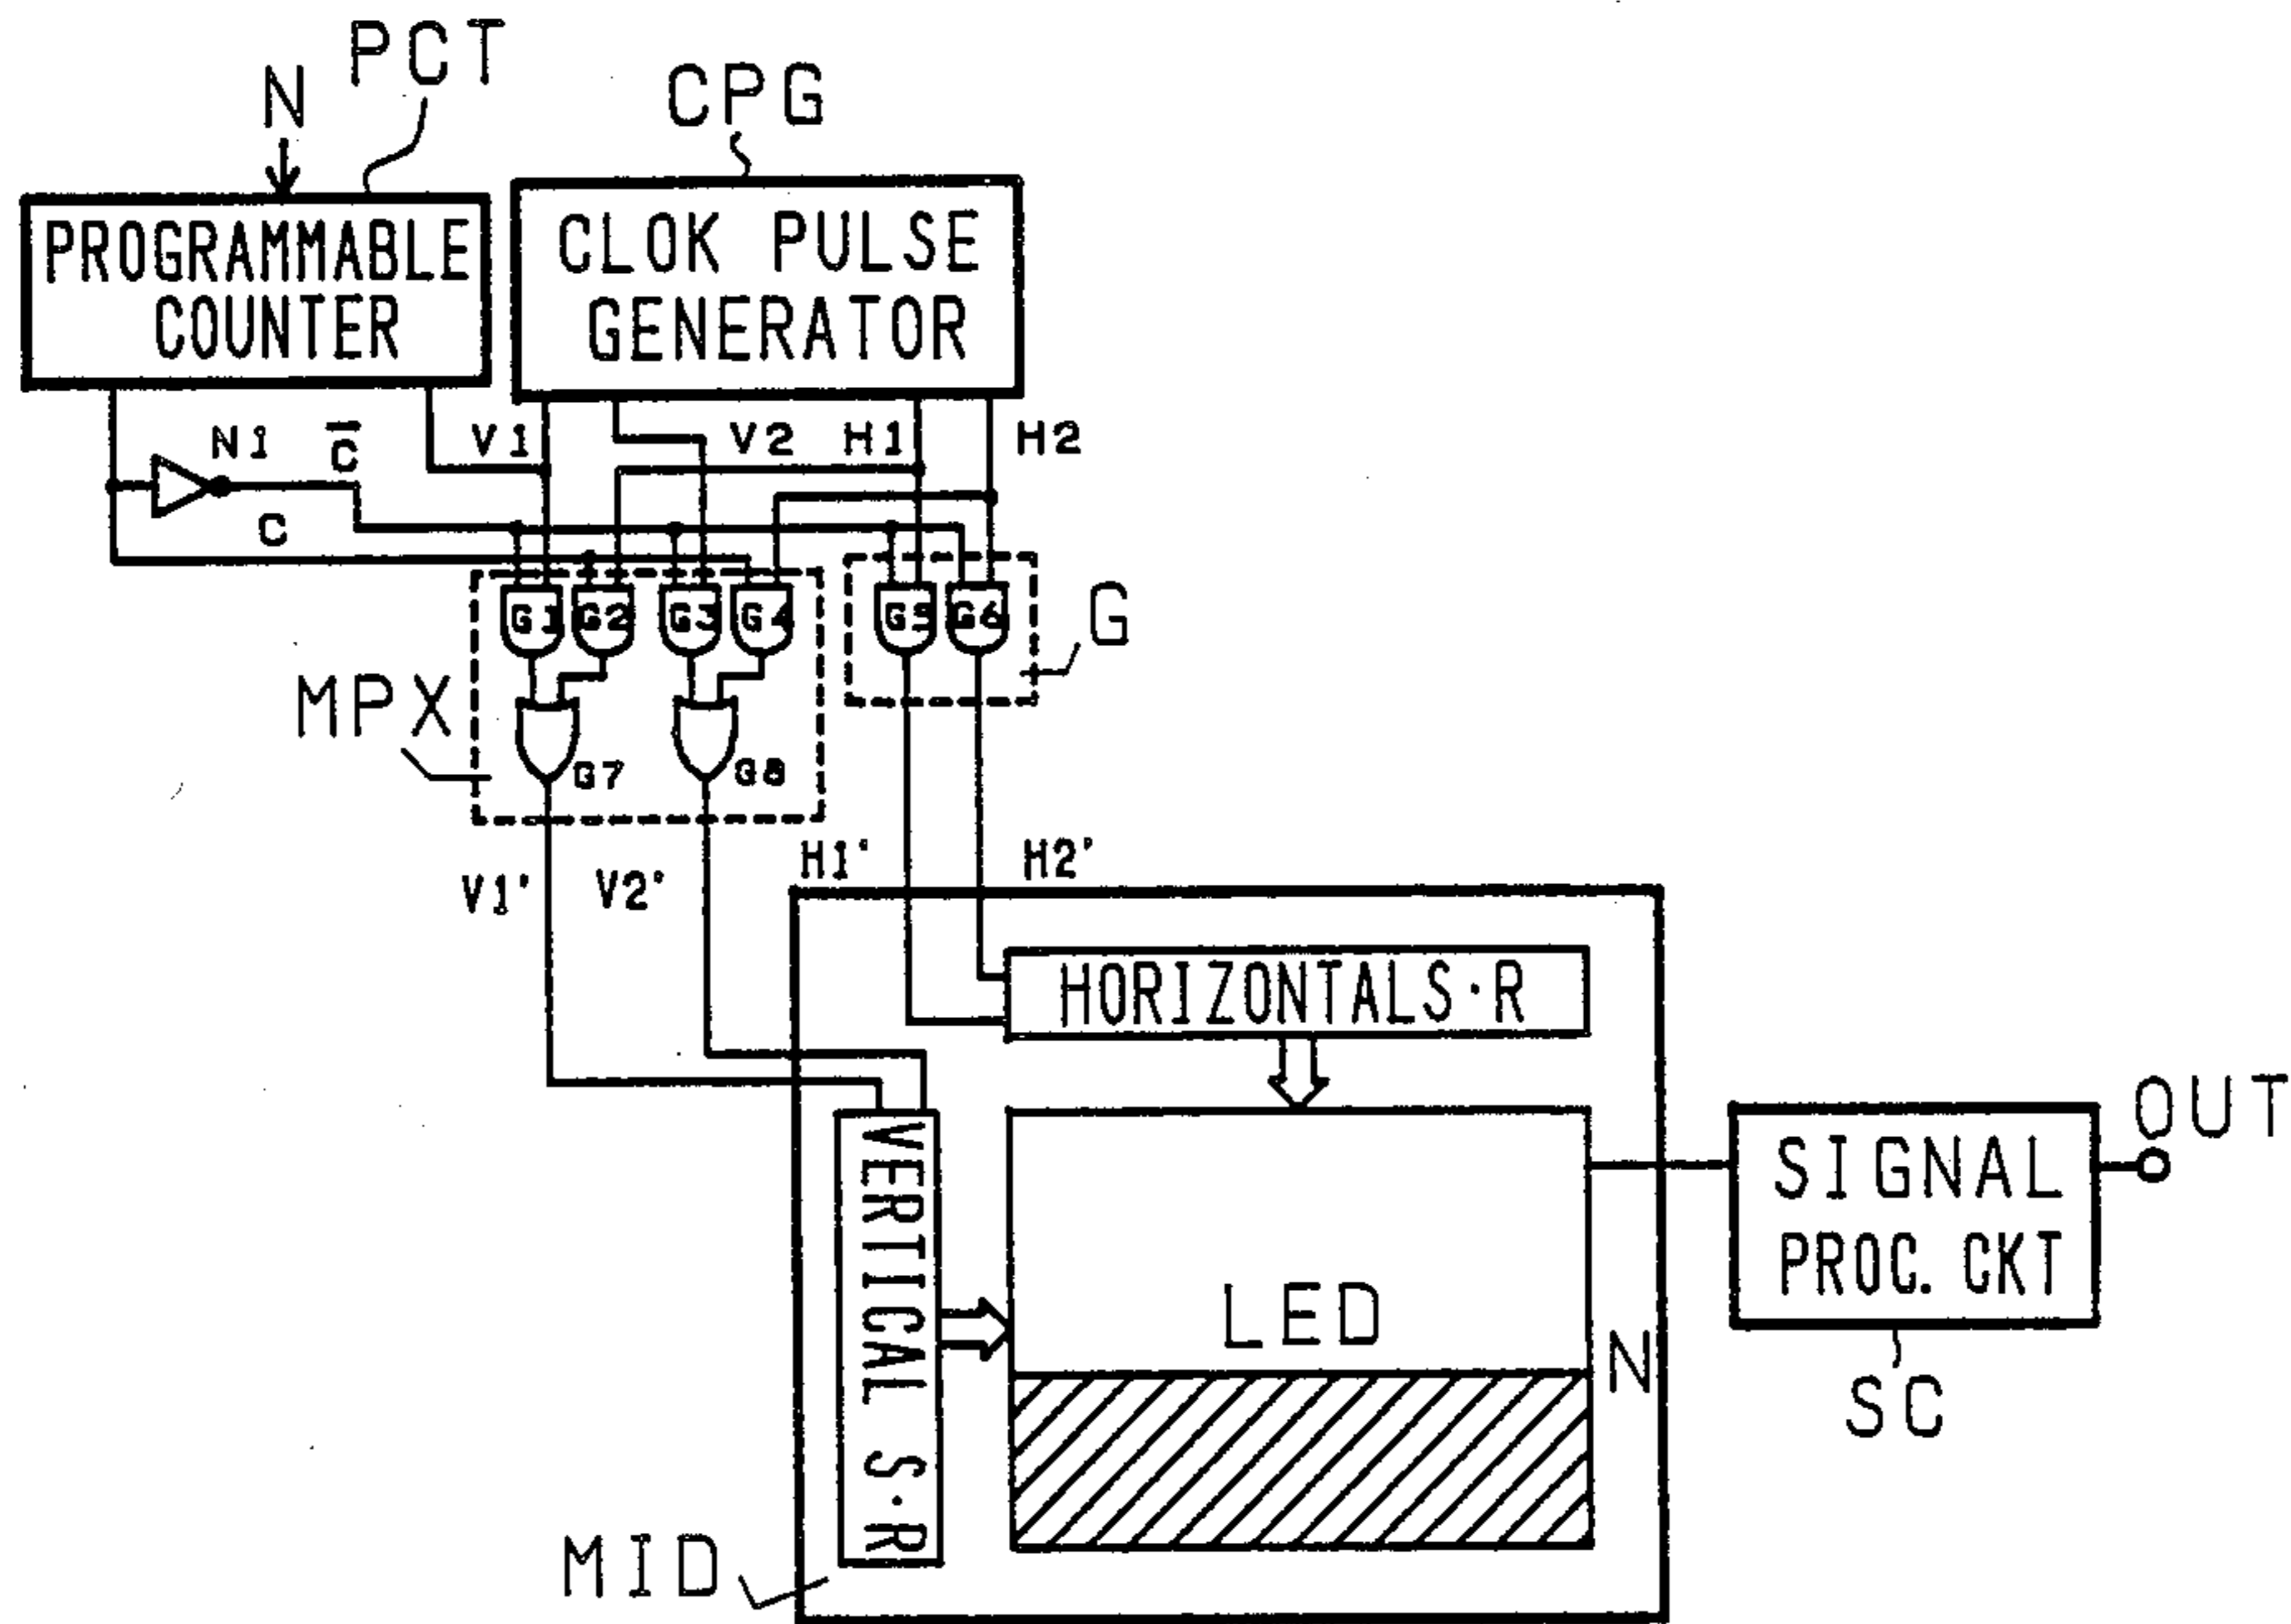 N
PCT
CPG
PROGRAMMABLE
COUNTER
CLOK PULSE
GENERATOR
N1
C̅
V1
V2
H1
H2
C
G1
G2
G3
G4
G5
G6
G
MPX
G7
G8
V1'
V2'
H1'
H2'
HORIZONTALS·R
VERTICAL S·R
LED
N
SIGNAL
PROC. CKT
OUT
SC
MID